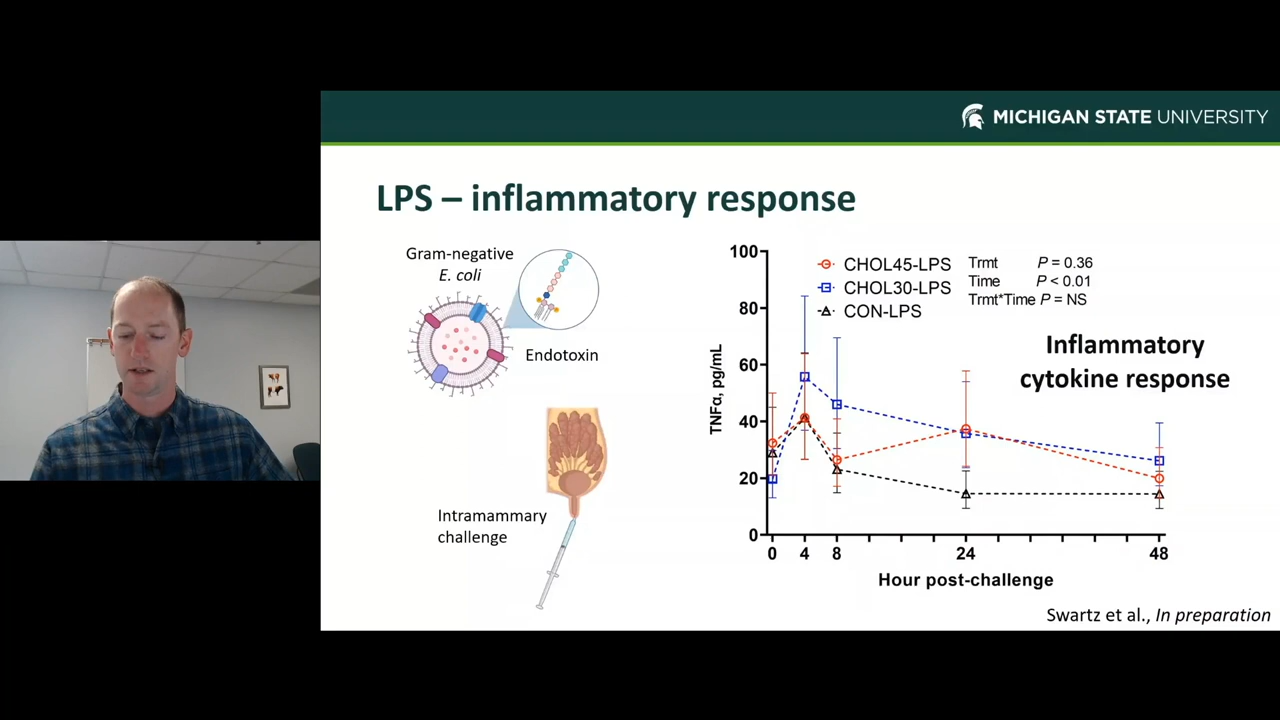 MICHIGAN STATE UNIVERSITY
LPS – inflammatory response
Gram-negative
E. coli
Endotoxin
Intramammary
challenge
100
80
60
40
20
0
TNFα, pg/mL
CHOL45-LPS
CHOL30-LPS
CON-LPS
Trmt P = 0.36
Time P < 0.01
Trmt*Time P = NS
Inflammatory
cytokine response
0 4 8 24 48
Hour post-challenge
Swartz et al., In preparation